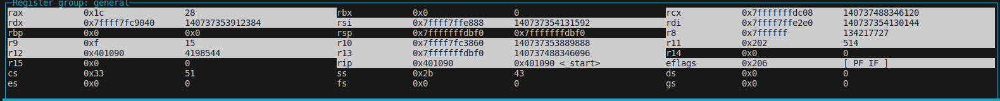 Register group: general
rax 0x1c 28 rbx 0x0 0 rcx 0x7fffffffdc08 140737488346120
rdx 0x7ffff7fc9040 140737353912384 rsi 0x7ffff7ffe888 140737354131592 rdi 0x7ffff7ffe2e0 140737354130144
rbp 0x0 0x0 rsp 0x7fffffffdbf0 0x7fffffffdbf0 r8 0x7ffffff 134217727
r9 0xf 15 r10 0x7ffff7fc3860 140737353889888 r11 0x202 514
r12 0x401090 4198544 r13 0x7fffffffdbf0 140737488346096 r14 0x0 0
r15 0x0 0 rip 0x401090 0x401090 <_start> eflags 0x206 [ PF IF ]
cs 0x33 51 ss 0x2b 43 ds 0x0 0
es 0x0 0 fs 0x0 0 gs 0x0 0